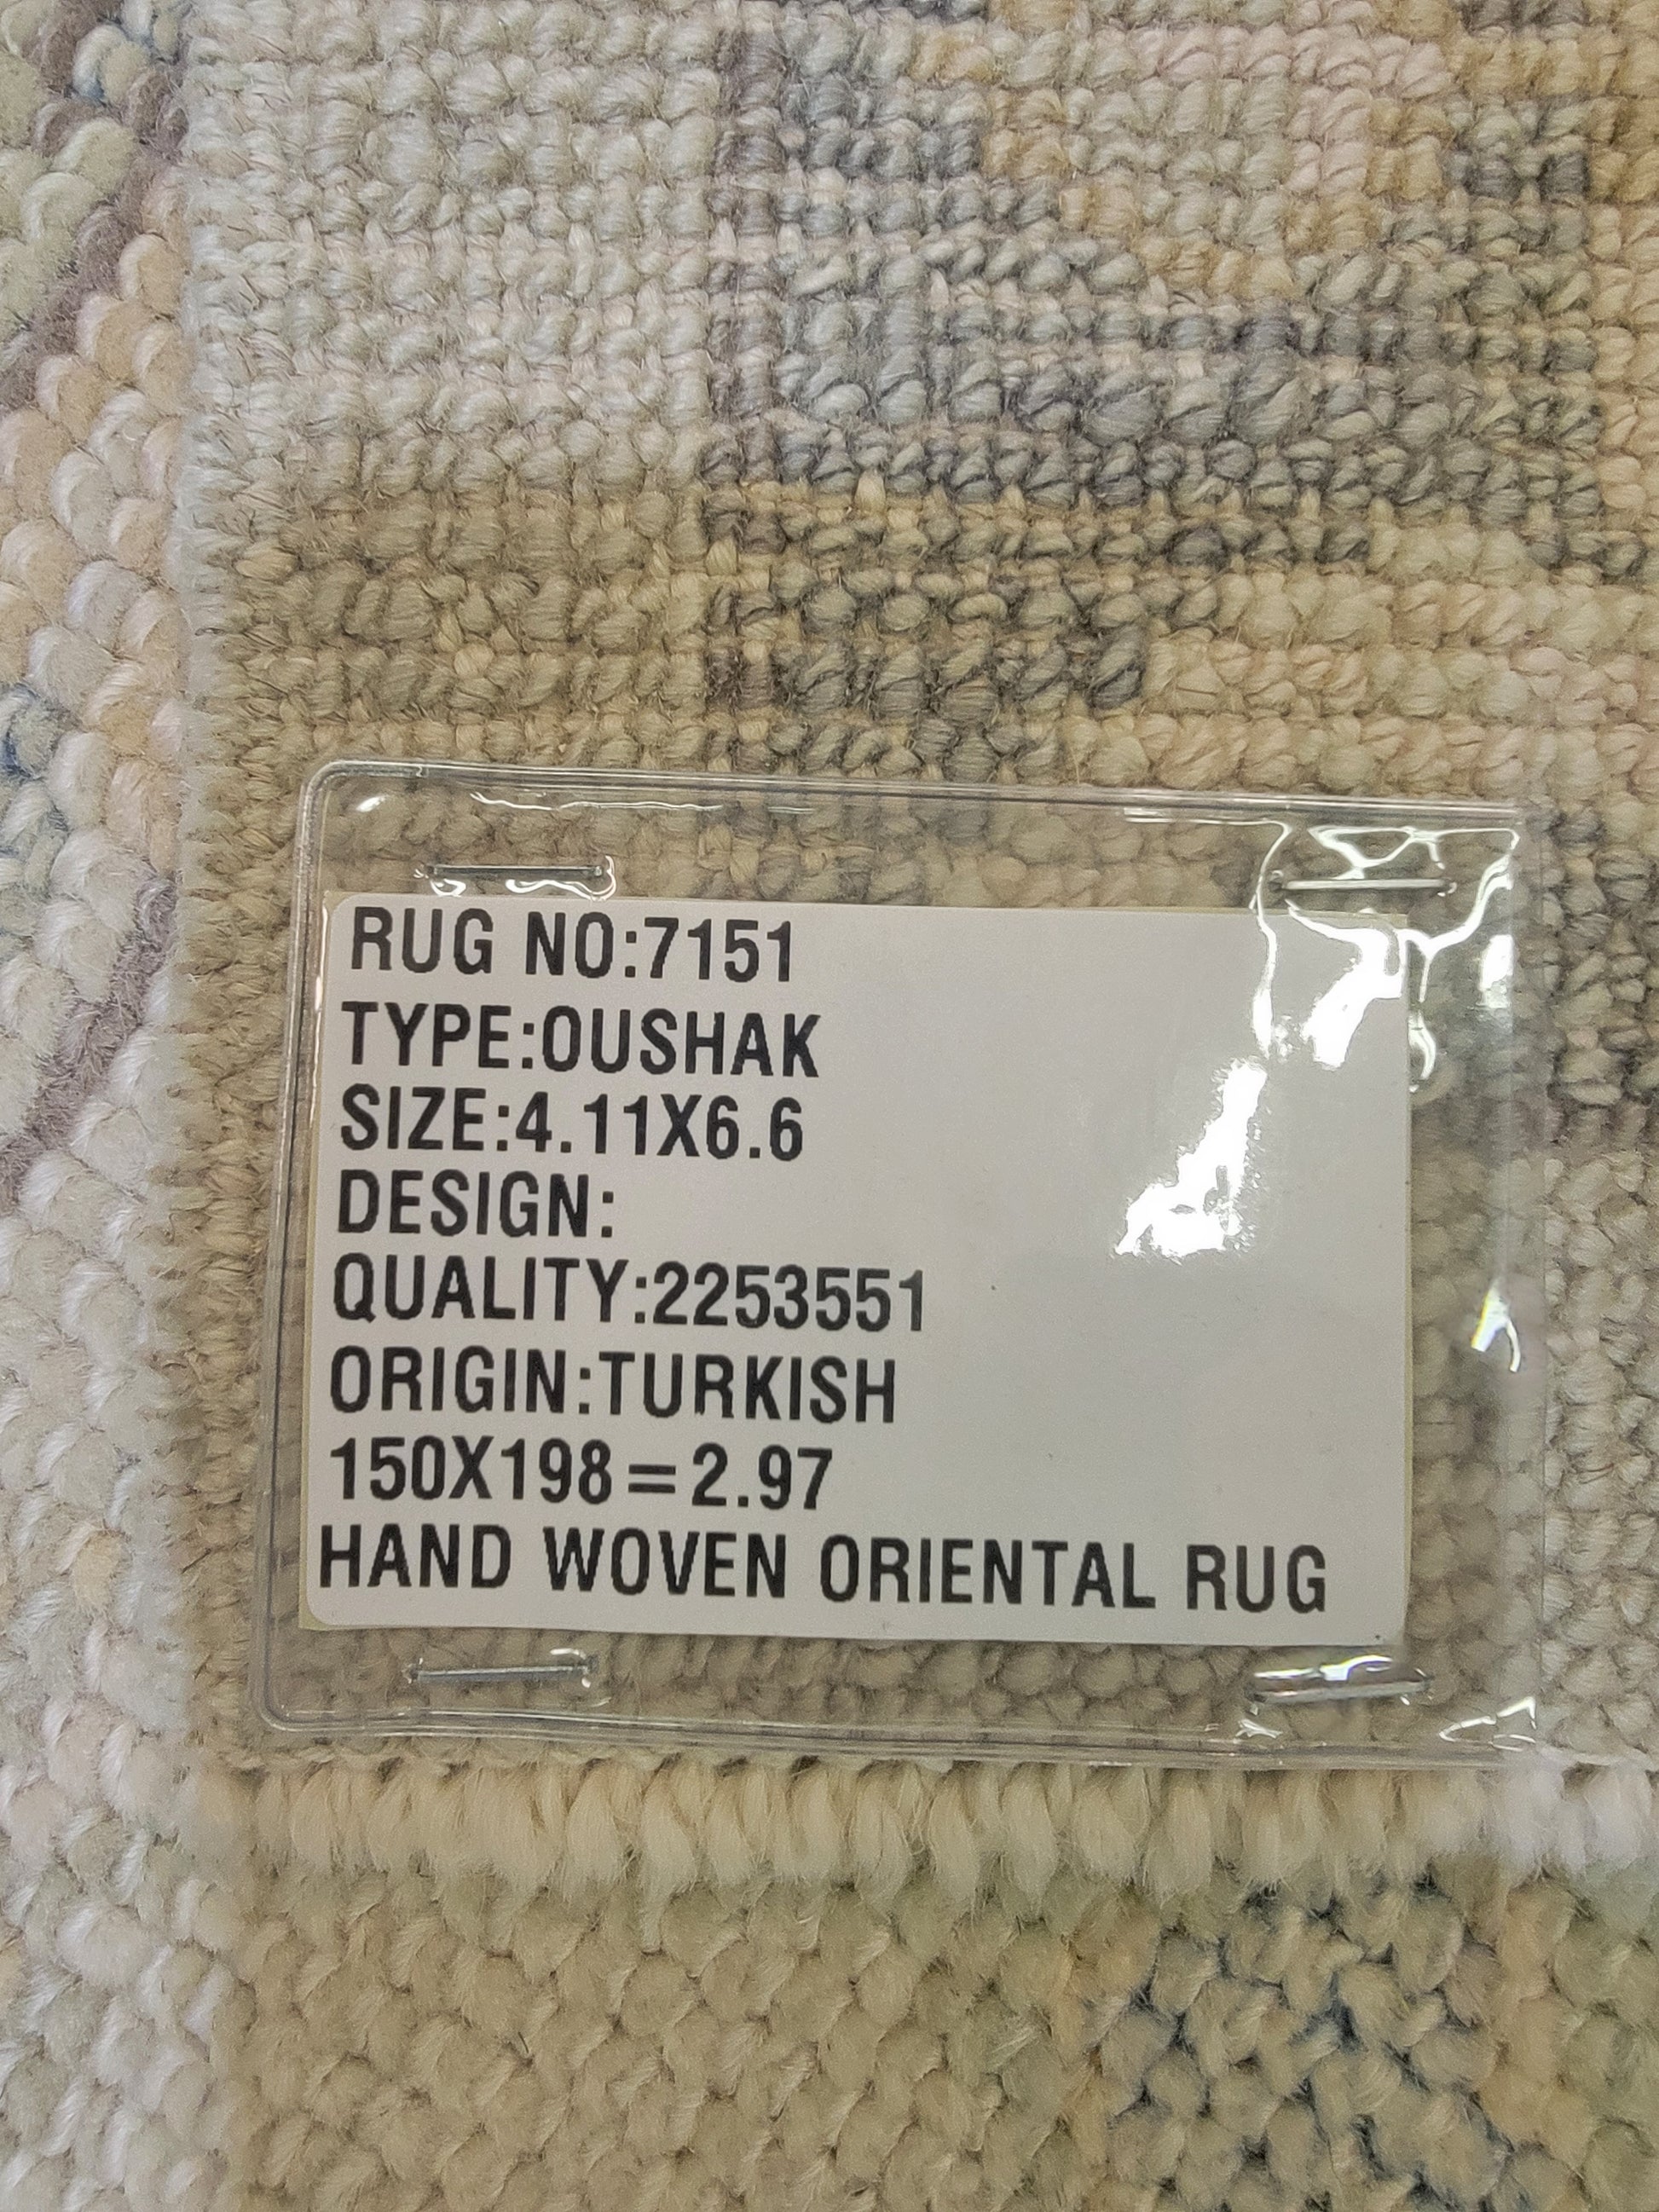 RUG NO:7151
TYPE:OUSHAK
SIZE:4.11X6.6
DESIGN:
QUALITY:2253551
ORIGIN:TURKISH
150X198=2.97
HAND WOVEN ORIENTAL RUG